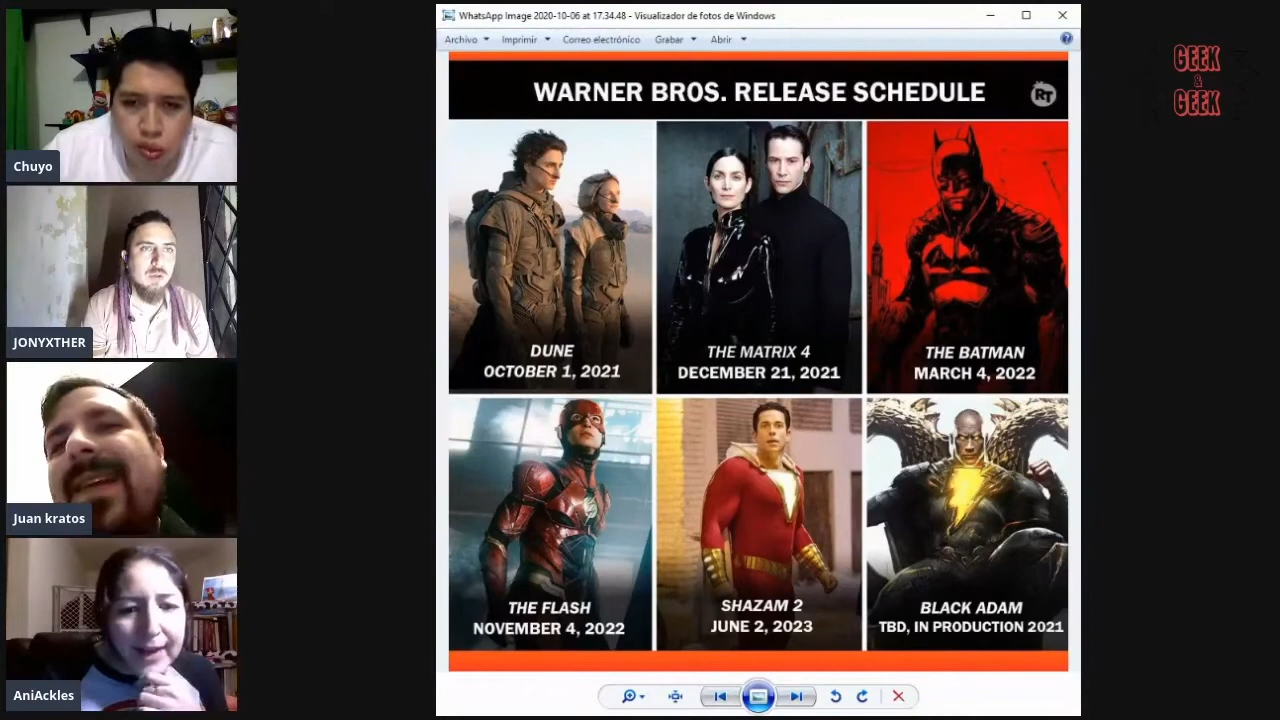 WhatsApp Image 2020-10-06 at 17.34.48 - Visualizador de fotos de Windows
Archivo Imprimir Correo electrónico Grabar Abrir
WARNER BROS. RELEASE SCHEDULE
RT
DUNE
OCTOBER 1, 2021
THE MATRIX 4
DECEMBER 21, 2021
THE BATMAN
MARCH 4, 2022
THE FLASH
NOVEMBER 4, 2022
SHAZAM 2
JUNE 2, 2023
BLACK ADAM
TBD, IN PRODUCTION 2021
Chuyo
JONYXTHER
Juan kratos
AniAckles
GEEK
&
GEEK